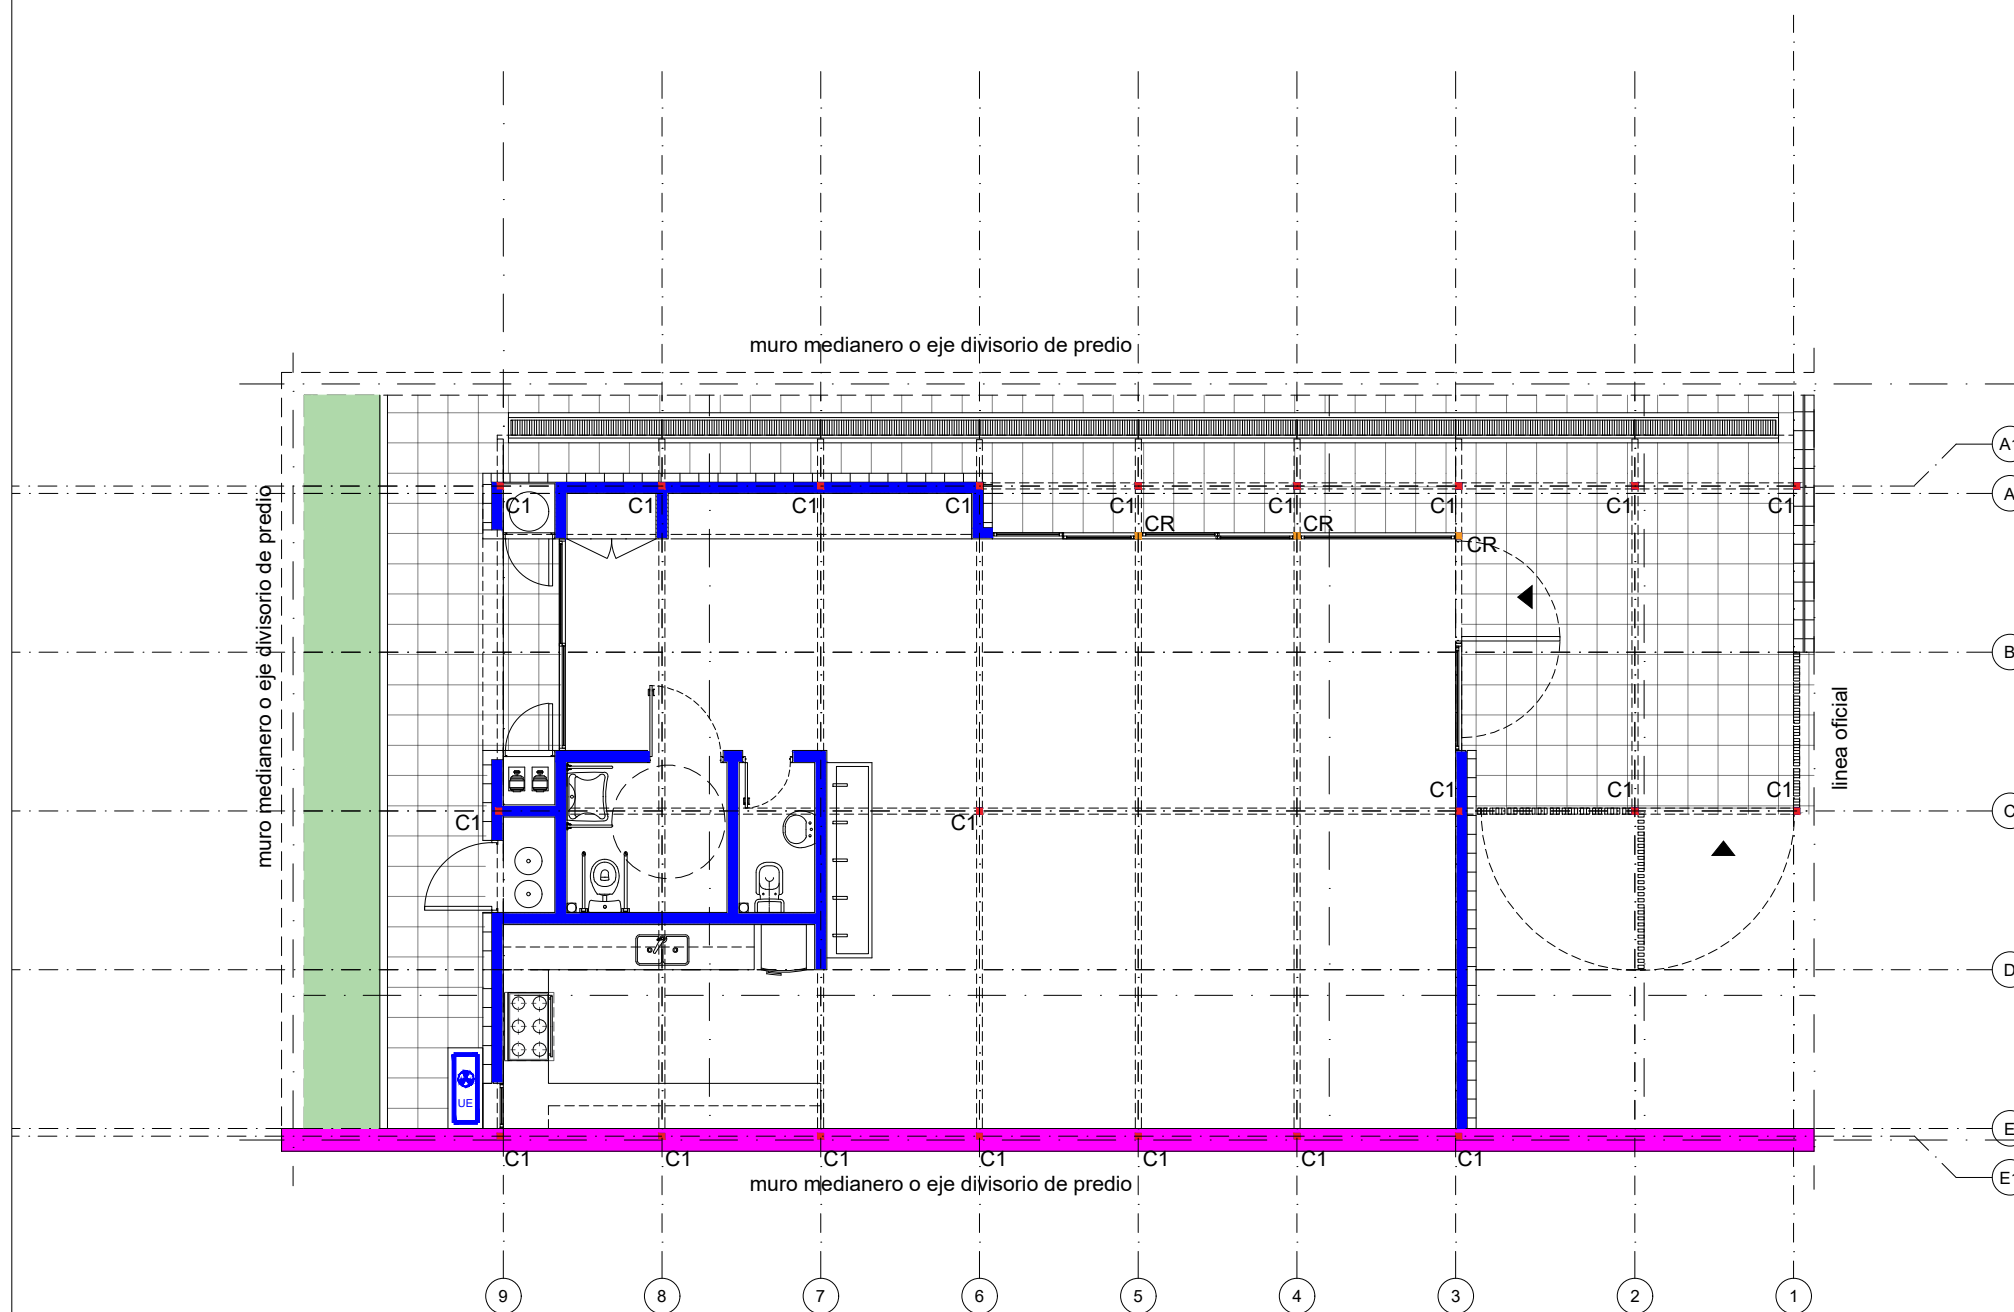 muro medianero o eje divisorio de predio
A1
A
C1 C1 C1 C1 C1 C1 C1 C1 C1
CR CR
CR
muro medianero o eje divisorio de predio
B
linea oficial
C1 C1 C1
C
C1 C1
D
UE
E
C1 C1 C1 C1 C1 C1 C1
E1
muro medianero o eje divisorio de predio
9 8 7 6 5 4 3 2 1